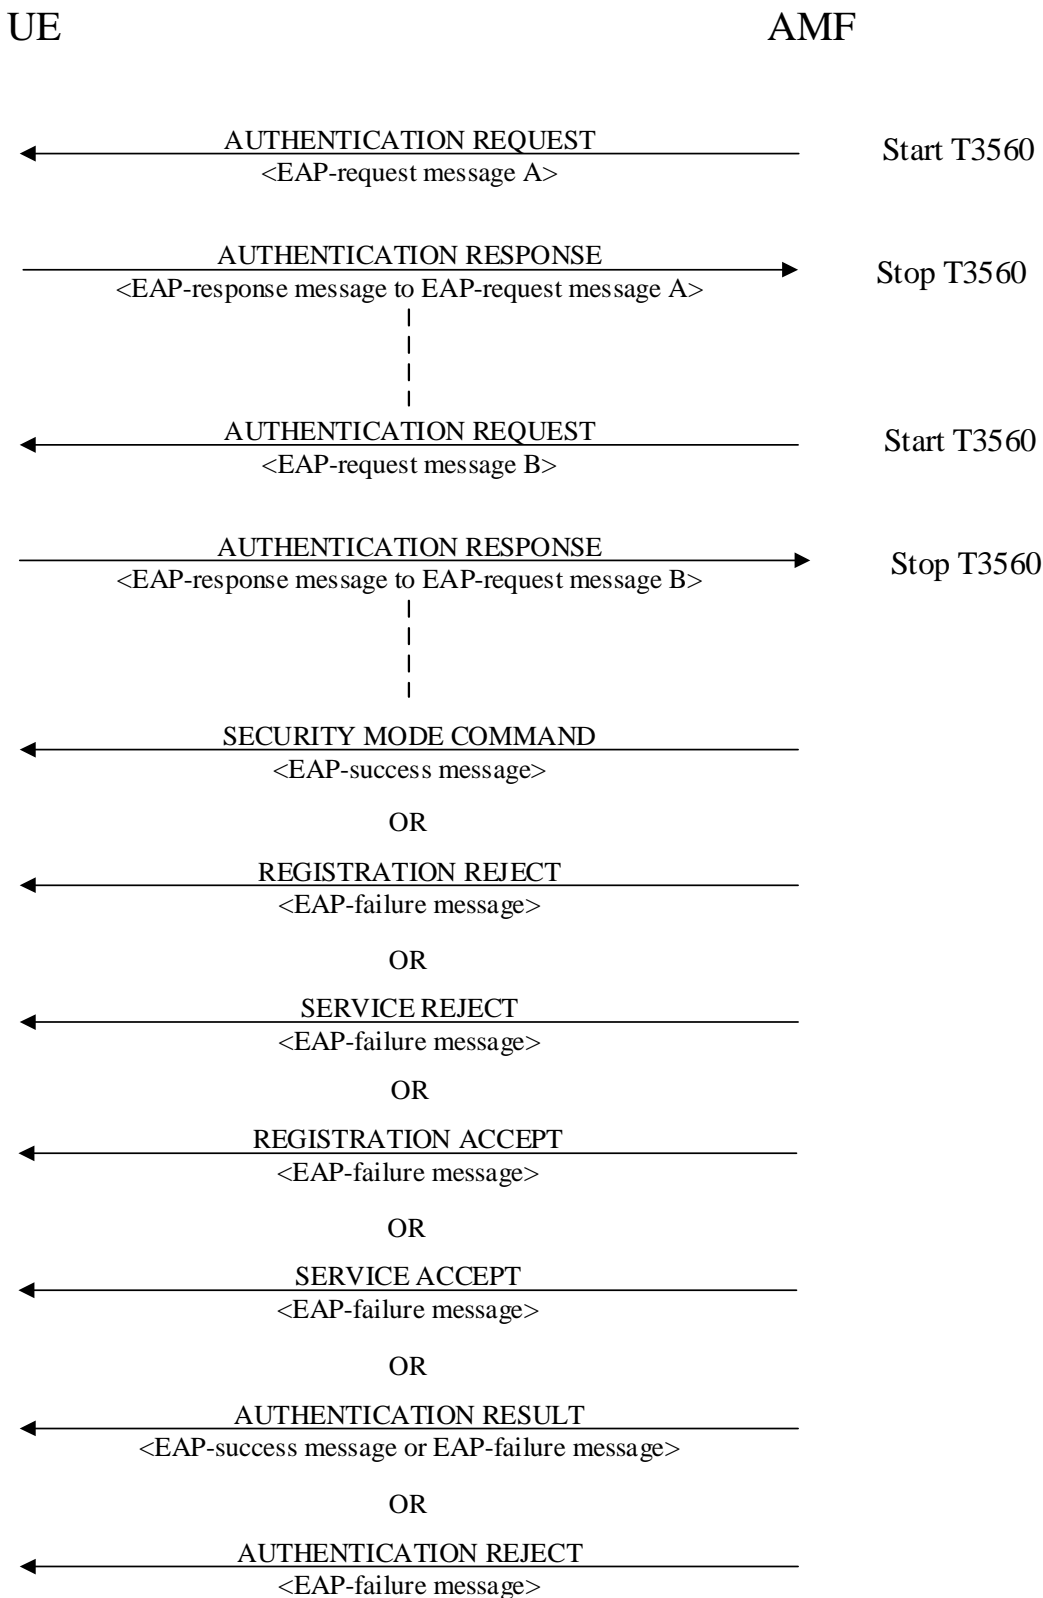 UE
AMF
AUTHENTICATION REQUEST
Start T3560
<EAP-request message A>
AUTHENTICATION RESPONSE
Stop T3560
<EAP-response message to EAP-request message A>
AUTHENTICATION REQUEST
Start T3560
<EAP-request message B>
AUTHENTICATION RESPONSE
Stop T3560
<EAP-response message to EAP-request message B>
SECURITY MODE COMMAND
<EAP-success message>
OR
REGISTRATION REJECT
<EAP-failure message>
OR
SERVICE REJECT
<EAP-failure message>
OR
REGISTRATION ACCEPT
<EAP-failure message>
OR
SERVICE ACCEPT
<EAP-failure message>
OR
AUTHENTICATION RESULT
<EAP-success message or EAP-failure message>
OR
AUTHENTICATION REJECT
<EAP-failure message>